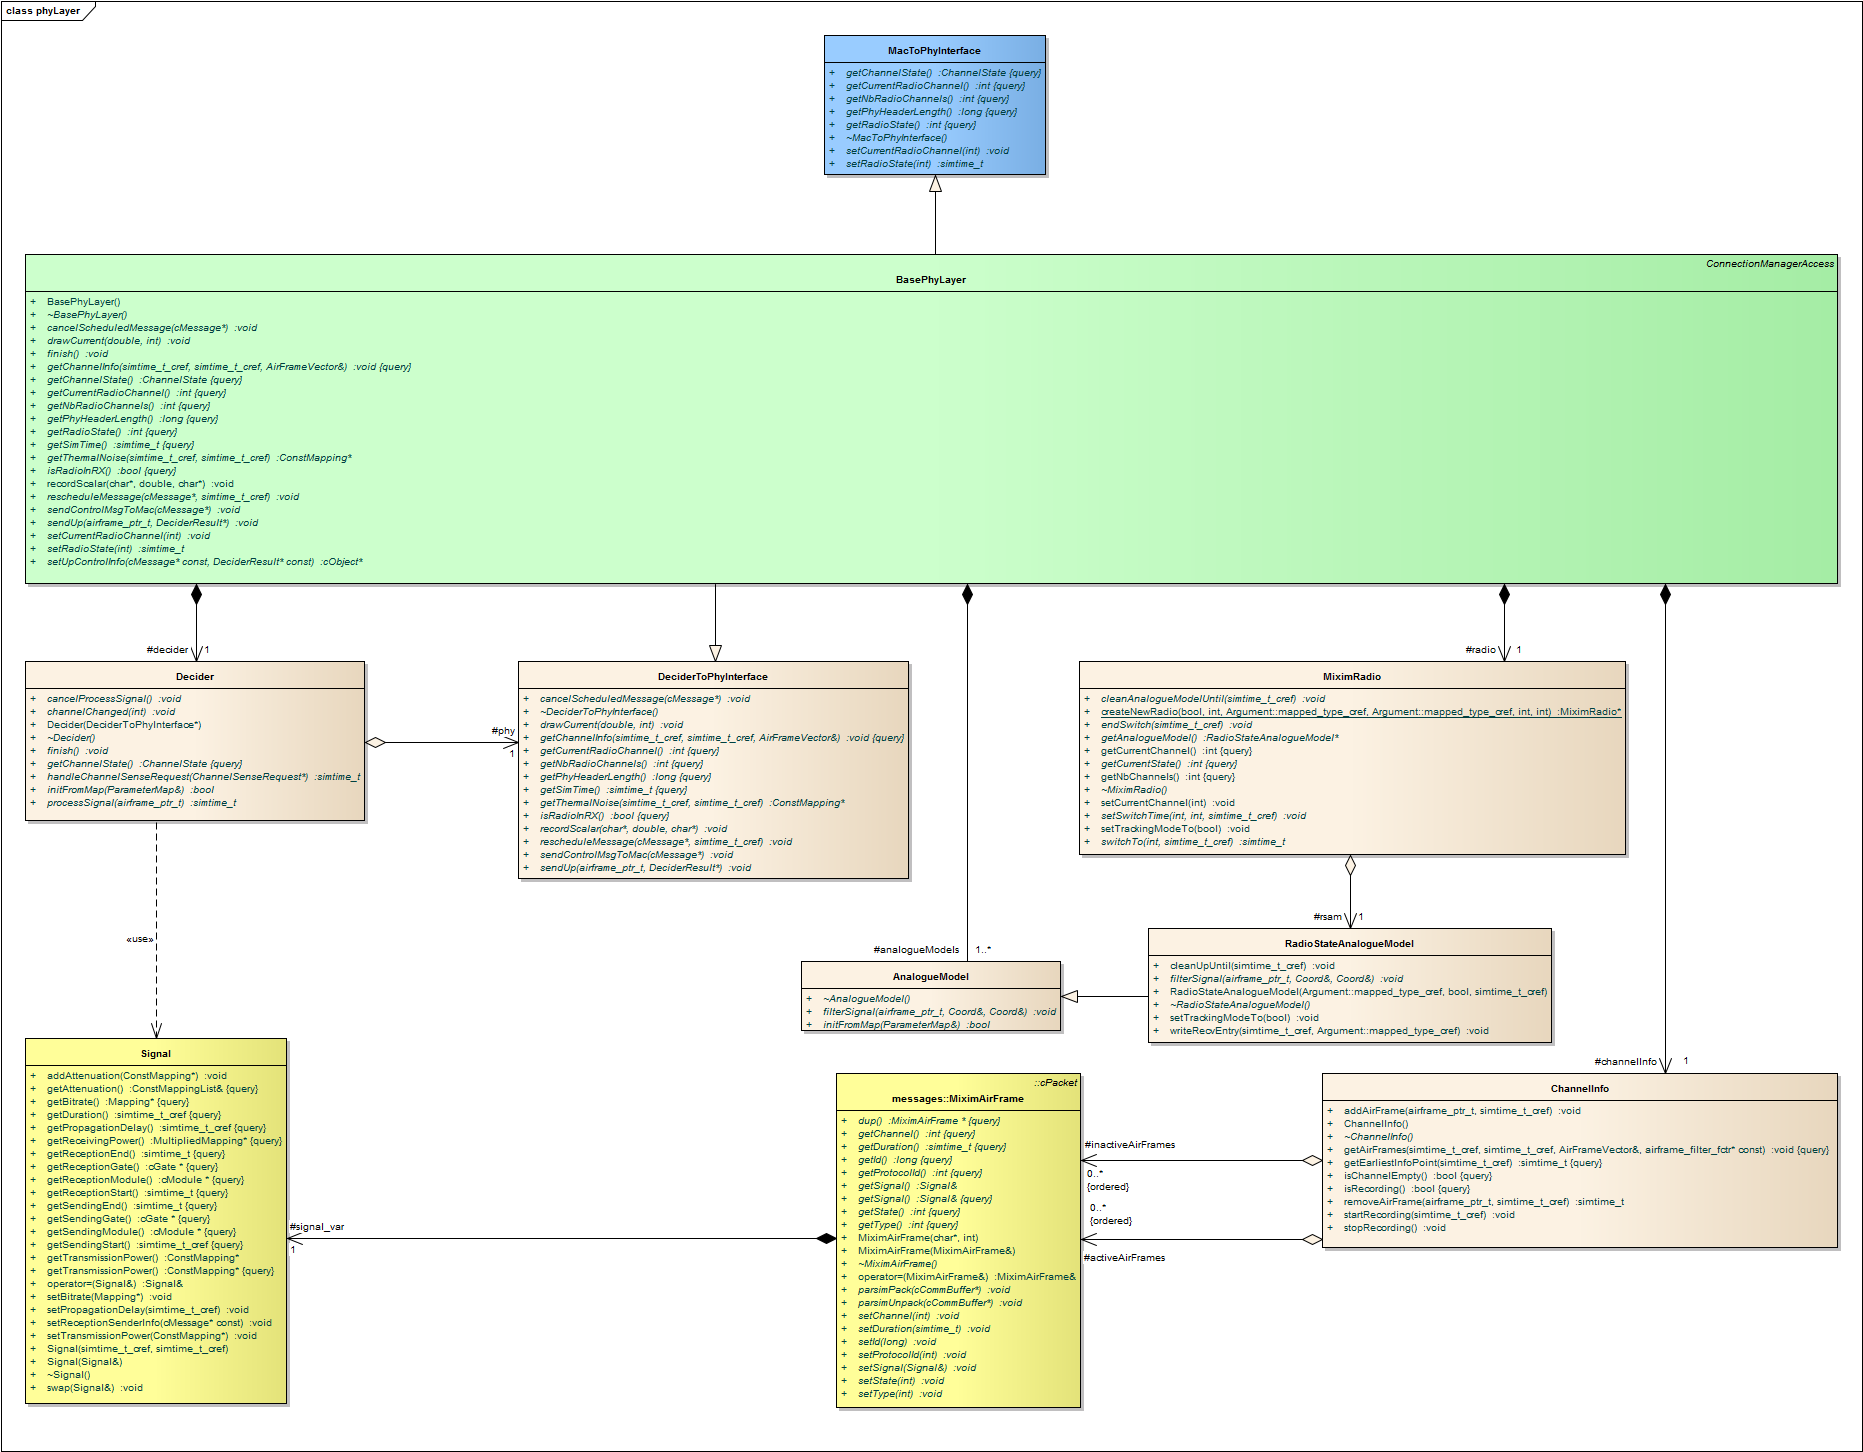 class phyLayer
MacToPhyInterface
+ getChannelState() :ChannelState {query}
+ getCurrentRadioChannel() :int {query}
+ getNbRadioChannels() :int {query}
+ getPhyHeaderLength() :long {query}
+ getRadioState() :int {query}
+ ~MacToPhyInterface()
+ setCurrentRadioChannel(int) :void
+ setRadioState(int) :simtime_t
ConnectionManagerAccess
BasePhyLayer
+ BasePhyLayer()
+ ~BasePhyLayer()
+ cancelScheduledMessage(cMessage*) :void
+ drawCurrent(double, int) :void
+ finish() :void
+ getChannelInfo(simtime_t_cref, simtime_t_cref, AirFrameVector&) :void {query}
+ getChannelState() :ChannelState {query}
+ getCurrentRadioChannel() :int {query}
+ getNbRadioChannels() :int {query}
+ getPhyHeaderLength() :long {query}
+ getRadioState() :int {query}
+ getSimTime() :simtime_t {query}
+ getThermalNoise(simtime_t_cref, simtime_t_cref) :ConstMapping*
+ isRadioInRX() :bool {query}
+ recordScalar(char*, double, char*) :void
+ rescheduleMessage(cMessage*, simtime_t_cref) :void
+ sendControlMsgToMac(cMessage*) :void
+ sendUp(airframe_ptr_t, DeciderResult*) :void
+ setCurrentRadioChannel(int) :void
+ setRadioState(int) :simtime_t
+ setUpControlInfo(cMessage* const, DeciderResult* const) :cObject*
#decider 1
Decider
+ cancelProcessSignal() :void
+ channelChanged(int) :void
+ Decider(DeciderToPhyInterface*)
+ ~Decider()
+ finish() :void
+ getChannelState() :ChannelState {query}
+ handleChannelSenseRequest(ChannelSenseRequest*) :simtime_t
+ initFromMap(ParameterMap&) :bool
+ processSignal(airframe_ptr_t) :simtime_t
#phy
1
DeciderToPhyInterface
+ cancelScheduledMessage(cMessage*) :void
+ ~DeciderToPhyInterface()
+ drawCurrent(double, int) :void
+ getChannelInfo(simtime_t_cref, simtime_t_cref, AirFrameVector&) :void {query}
+ getCurrentRadioChannel() :int {query}
+ getNbRadioChannels() :int {query}
+ getPhyHeaderLength() :long {query}
+ getSimTime() :simtime_t {query}
+ getThermalNoise(simtime_t_cref, simtime_t_cref) :ConstMapping*
+ isRadioInRX() :bool {query}
+ recordScalar(char*, double, char*) :void
+ rescheduleMessage(cMessage*, simtime_t_cref) :void
+ sendControlMsgToMac(cMessage*) :void
+ sendUp(airframe_ptr_t, DeciderResult*) :void
#radio 1
MiximRadio
+ cleanAnalogueModelUntil(simtime_t_cref) :void
+ createNewRadio(bool, int, Argument::mapped_type_cref, Argument::mapped_type_cref, int, int) :MiximRadio*
+ endSwitch(simtime_t_cref) :void
+ getAnalogueModel() :RadioStateAnalogueModel*
+ getCurrentChannel() :int {query}
+ getCurrentState() :int {query}
+ getNbChannels() :int {query}
+ ~MiximRadio()
+ setCurrentChannel(int) :void
+ setSwitchTime(int, int, simtime_t_cref) :void
+ setTrackingModeTo(bool) :void
+ switchTo(int, simtime_t_cref) :simtime_t
#rsam 1
RadioStateAnalogueModel
+ cleanUpUntil(simtime_t_cref) :void
+ filterSignal(airframe_ptr_t, Coord&, Coord&) :void
+ RadioStateAnalogueModel(Argument::mapped_type_cref, bool, simtime_t_cref)
+ ~RadioStateAnalogueModel()
+ setTrackingModeTo(bool) :void
+ writeRecvEntry(simtime_t_cref, Argument::mapped_type_cref) :void
#analogueModels 1..*
AnalogueModel
+ ~AnalogueModel()
+ filterSignal(airframe_ptr_t, Coord&, Coord&) :void
+ initFromMap(ParameterMap&) :bool
«use»
Signal
+ addAttenuation(ConstMapping*) :void
+ getAttenuation() :ConstMappingList& {query}
+ getBitrate() :Mapping* {query}
+ getDuration() :simtime_t_cref {query}
+ getPropagationDelay() :simtime_t_cref {query}
+ getReceivingPower() :MultipliedMapping* {query}
+ getReceptionEnd() :simtime_t {query}
+ getReceptionGate() :cGate * {query}
+ getReceptionModule() :cModule * {query}
+ getReceptionStart() :simtime_t {query}
+ getSendingEnd() :simtime_t {query}
+ getSendingGate() :cGate * {query}
+ getSendingModule() :cModule * {query}
+ getSendingStart() :simtime_t_cref {query}
+ getTransmissionPower() :ConstMapping*
+ getTransmissionPower() :ConstMapping* {query}
+ operator=(Signal&) :Signal&
+ setBitrate(Mapping*) :void
+ setPropagationDelay(simtime_t_cref) :void
+ setReceptionSenderInfo(cMessage* const) :void
+ setTransmissionPower(ConstMapping*) :void
+ Signal(simtime_t_cref, simtime_t_cref)
+ Signal(Signal&)
+ ~Signal()
+ swap(Signal&) :void
#signal_var
1
::cPacket
messages::MiximAirFrame
+ dup() :MiximAirFrame * {query}
+ getChannel() :int {query}
+ getDuration() :simtime_t {query}
+ getId() :long {query}
+ getProtocolId() :int {query}
+ getSignal() :Signal&
+ getSignal() :Signal& {query}
+ getState() :int {query}
+ getType() :int {query}
+ MiximAirFrame(char*, int)
+ MiximAirFrame(MiximAirFrame&)
+ ~MiximAirFrame()
+ operator=(MiximAirFrame&) :MiximAirFrame&
+ parsimPack(cCommBuffer*) :void
+ parsimUnpack(cCommBuffer*) :void
+ setChannel(int) :void
+ setDuration(simtime_t) :void
+ setId(long) :void
+ setProtocolId(int) :void
+ setSignal(Signal&) :void
+ setState(int) :void
+ setType(int) :void
#inactiveAirFrames
0..*
{ordered}
0..*
{ordered}
#activeAirFrames
#channelInfo 1
ChannelInfo
+ addAirFrame(airframe_ptr_t, simtime_t_cref) :void
+ ChannelInfo()
+ ~ChannelInfo()
+ getAirFrames(simtime_t_cref, simtime_t_cref, AirFrameVector&, airframe_filter_fctr* const) :void {query}
+ getEarliestInfoPoint(simtime_t_cref) :simtime_t {query}
+ isChannelEmpty() :bool {query}
+ isRecording() :bool {query}
+ removeAirFrame(airframe_ptr_t, simtime_t_cref) :simtime_t
+ startRecording(simtime_t_cref) :void
+ stopRecording() :void